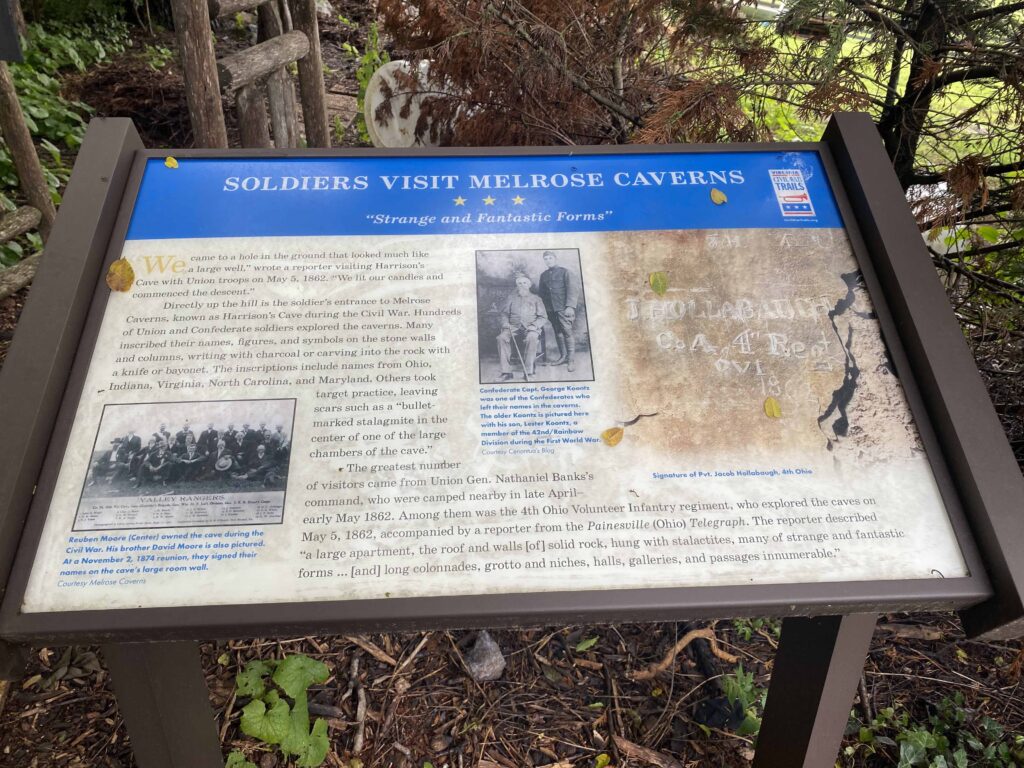 SOLDIERS VISIT MELROSE CAVERNS
"Strange and Fantastic Forms"
CIVIL WAR
TRAILS
"We came to a hole in the ground that looked much like
a large well," wrote a reporter visiting Harrison's
Cave with Union troops on May 5, 1862. "We lit our candles and
commenced the descent."
Directly up the hill is the soldier's entrance to Melrose
Caverns, known as Harrison's Cave during the Civil War. Hundreds
of Union and Confederate soldiers explored the caverns. Many
inscribed their names, figures, and symbols on the stone walls
and columns, writing with charcoal or carving into the rock with
a knife or bayonet. The inscriptions include names from Ohio,
Indiana, Virginia, North Carolina, and Maryland. Others took
target practice, leaving
scars such as a "bullet-
marked stalagmite in the
center of one of the large
chambers of the cave."
The greatest number
of visitors came from Union Gen. Nathaniel Banks's
command, who were camped nearby in late April–
early May 1862. Among them was the 4th Ohio Volunteer Infantry regiment, who explored the caves on
May 5, 1862, accompanied by a reporter from the Painesville (Ohio) Telegraph. The reporter described
"a large apartment, the roof and walls [of] solid rock, hung with stalactites, many of strange and fantastic
forms ... [and] long colonnades, grotto and niches, halls, galleries, and passages innumerable."
VALLEY RANGERS
Reuben Moore (Center) owned the cave during the
Civil War. His brother David Moore is also pictured.
At a November 2, 1874 reunion, they signed their
names on the cave's large room wall.
Courtesy Melrose Caverns
Confederate Capt. George Koontz
was one of the Confederates who
left their names in the caverns.
The older Koontz is pictured here
with his son, Lester Koontz, a
member of the 42nd/Rainbow
Division during the First World War.
Courtesy Cenantua's Blog
J HOLLABAUGH
Co A, 4th Reg
OVI
18
Signature of Pvt. Jacob Hollabaugh, 4th Ohio